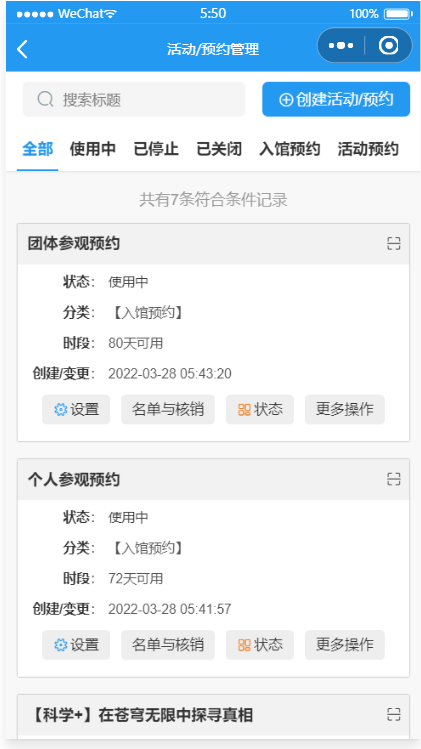 WeChat 5:50 100%
活动/预约管理
搜索标题 创建活动/预约
全部 使用中 已停止 已关闭 入馆预约 活动预约
共有7条符合条件记录
团体参观预约
状态： 使用中
分类： 【入馆预约】
时段： 80天可用
创建/变更： 2022-03-28 05:43:20
设置 名单与核销 状态 更多操作
个人参观预约
状态： 使用中
分类： 【入馆预约】
时段： 72天可用
创建/变更： 2022-03-28 05:41:57
设置 名单与核销 状态 更多操作
【科学+】在苍穹无限中探寻真相